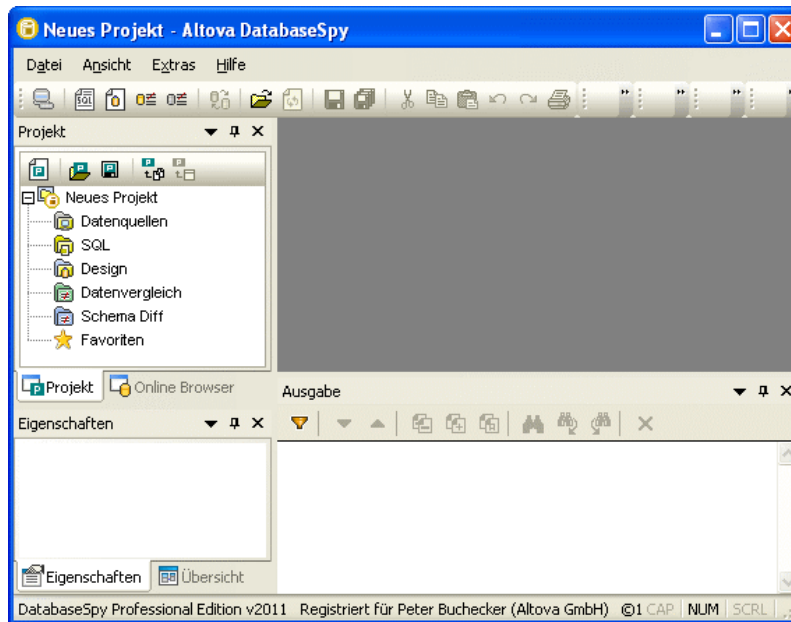 Neues Projekt - Altova DatabaseSpy
Datei Ansicht Extras Hilfe
Projekt
Neues Projekt
Datenquellen
SQL
Design
Datenvergleich
Schema Diff
Favoriten
Projekt Online Browser
Ausgabe
Eigenschaften
Eigenschaften Übersicht
DatabaseSpy Professional Edition v2011 Registriert für Peter Buchecker (Altova GmbH) ©1 CAP NUM SCRL